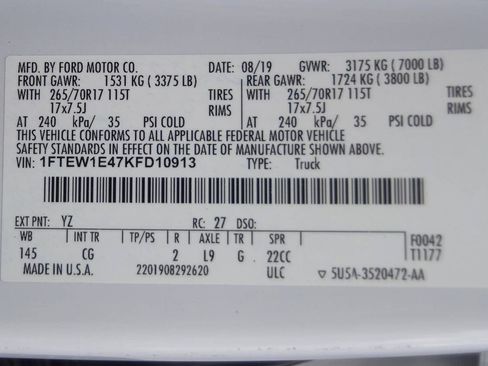 MFD. BY FORD MOTOR CO. DATE: 08/19 GVWR: 3175 KG ( 7000 LB)
FRONT GAWR: 1531 KG ( 3375 LB) REAR GAWR: 1724 KG ( 3800 LB)
WITH 265/70R17 115T TIRES WITH 265/70R17 115T TIRES
17x7.5J RIMS 17x7.5J RIMS
AT 240 kPa/ 35 PSI COLD AT 240 kPa/ 35 PSI COLD
THIS VEHICLE CONFORMS TO ALL APPLICABLE FEDERAL MOTOR VEHICLE
SAFETY STANDARDS IN EFFECT ON THE DATE OF MANUFACTURE SHOWN ABOVE.
VIN: 1FTEW1E47KFD10913 TYPE: Truck
EXT PNT: YZ RC: 27 DSO:
WB INT TR TP/PS R AXLE TR SPR F0042
145 CG 2 L9 G 22CC T1177
MADE IN U.S.A. 2201908292620 ULC ▽ 5U5A-3520472-AA